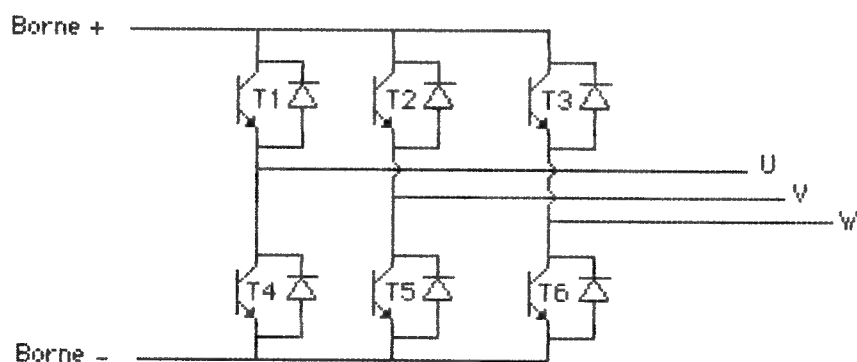 Borne +
T1 T2 T3
U
V
W
T4 T5 T6
Borne -